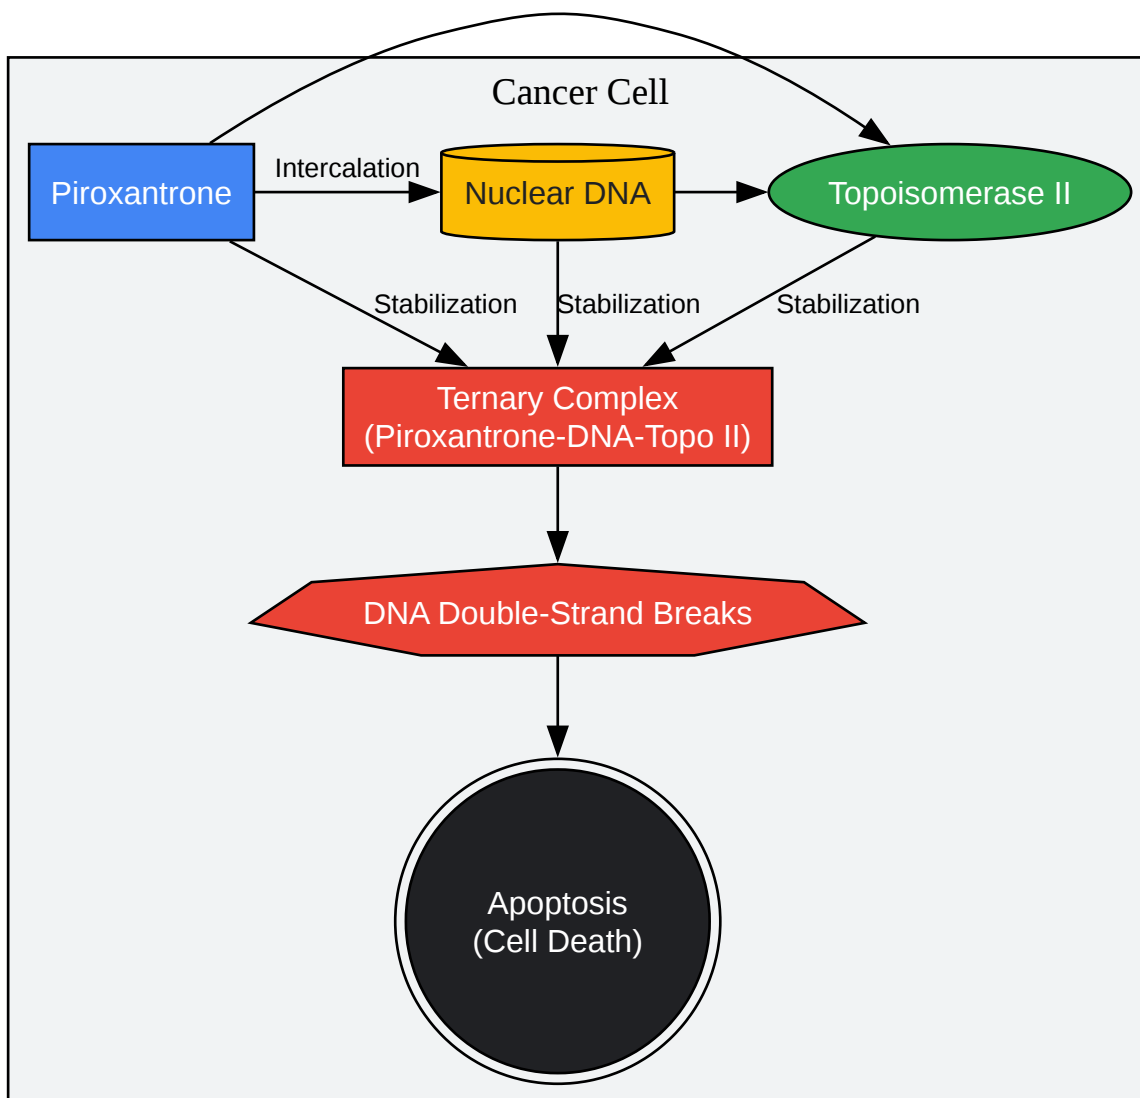 Cancer Cell
Piroxantrone
Intercalation
Nuclear DNA
Topoisomerase II
Stabilization
Stabilization
Stabilization
Ternary Complex
(Piroxantrone-DNA-Topo II)
DNA Double-Strand Breaks
Apoptosis
(Cell Death)